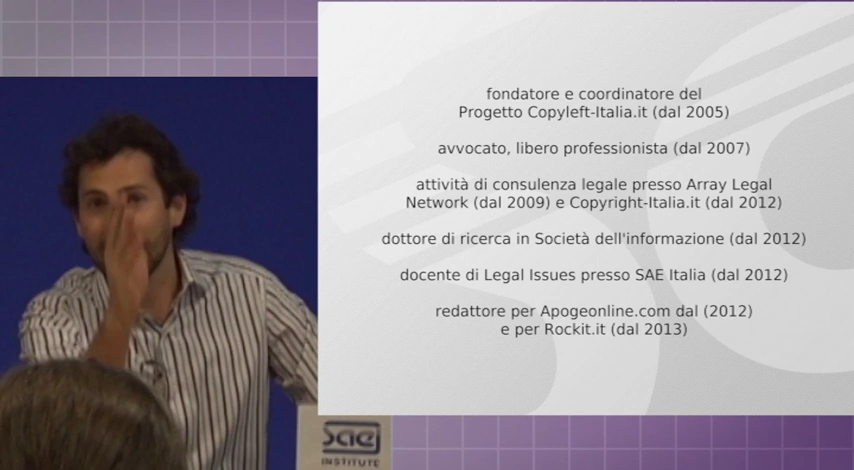 fondatore e coordinatore del
Progetto Copyleft-Italia.it (dal 2005)
avvocato, libero professionista (dal 2007)
attività di consulenza legale presso Array Legal
Network (dal 2009) e Copyright-Italia.it (dal 2012)
dottore di ricerca in Società dell'informazione (dal 2012)
docente di Legal Issues presso SAE Italia (dal 2012)
redattore per Apogeonline.com dal (2012)
e per Rockit.it (dal 2013)
sae
INSTITUTE